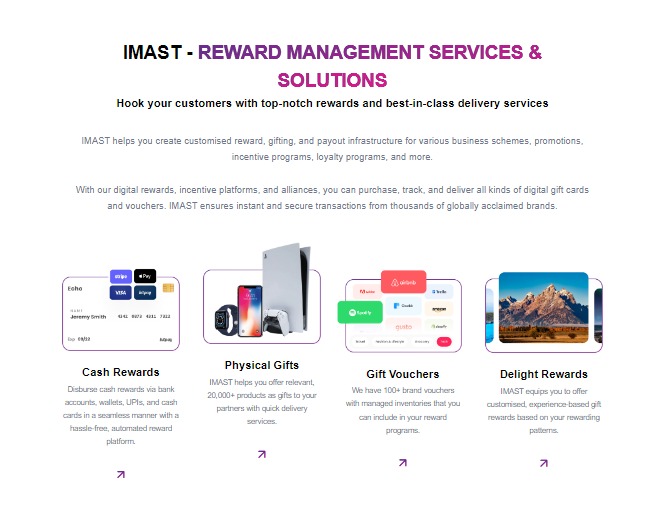 IMAST - REWARD MANAGEMENT SERVICES &
SOLUTIONS
Hook your customers with top-notch rewards and best-in-class delivery services
IMAST helps you create customised reward, gifting, and payout infrastructure for various business schemes, promotions,
incentive programs, loyalty programs, and more.
With our digital rewards, incentive platforms, and alliances, you can purchase, track, and deliver all kinds of digital gift cards
and vouchers. IMAST ensures instant and secure transactions from thousands of globally acclaimed brands.
Echo
stripe
Pay
VISA
bitpay
NAME
Jeremy Smith
4241 0873 4311 7322
Exp
bitpay
airbnb
Trello
Spotify
amazon
gusto
Cash Rewards
Disburse cash rewards via bank
accounts, wallets, UPIs, and cash
cards in a seamless manner with a
hassle-free, automated reward
platform.
Physical Gifts
IMAST helps you offer relevant,
20,000+ products as gifts to your
partners with quick delivery
services.
Gift Vouchers
We have 100+ brand vouchers
with managed inventories that you
can include in your reward
programs.
Delight Rewards
IMAST equips you to offer
customised, experience-based gift
rewards based on your rewarding
patterns.